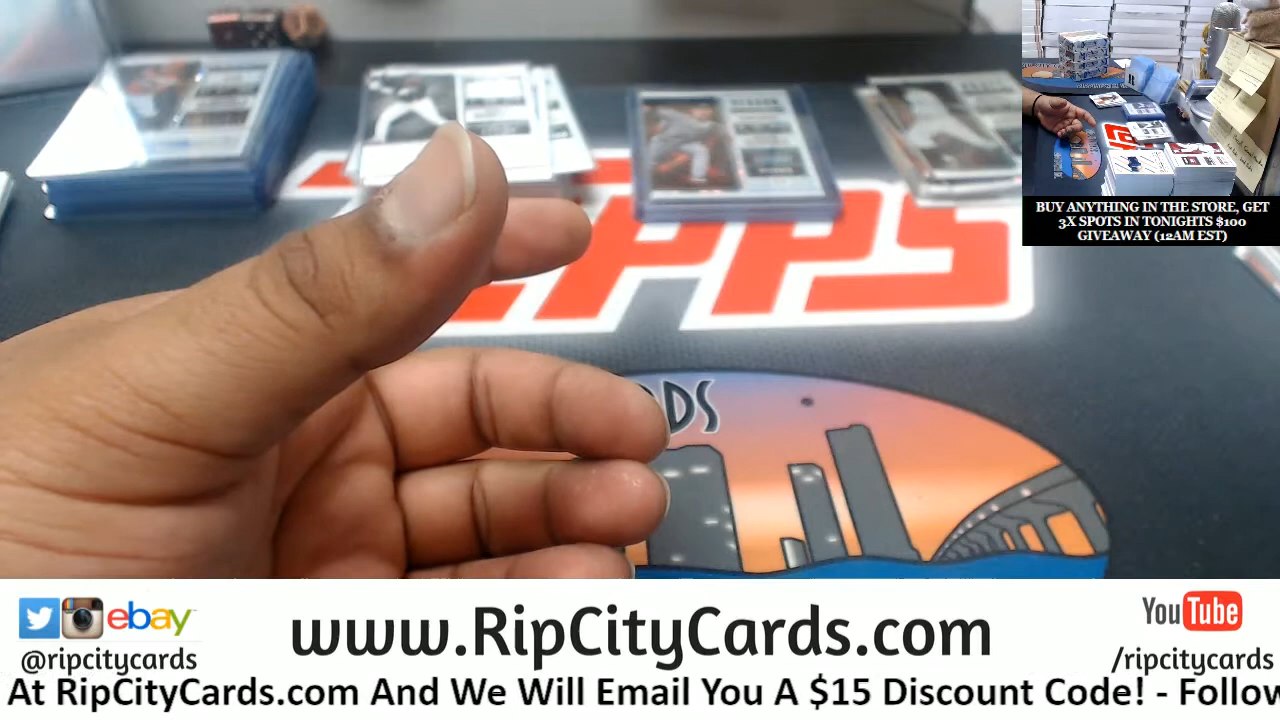 BUY ANYTHING IN THE STORE, GET
3X SPOTS IN TONIGHTS $100
GIVEAWAY (12AM EST)
ebay
@ripcitycards
www.RipCityCards.com
YouTube
/ripcitycards
At RipCityCards.com And We Will Email You A $15 Discount Code! - Follow